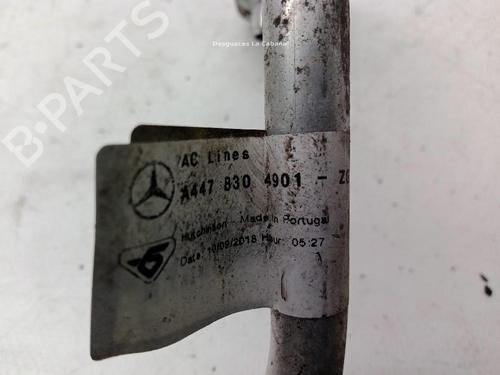 Desguaces La Cabaña
B-PARTS
AC Lines
A447 830 4901 -
Hutchinson - Made in Portugal
Date: 10/09/2018 Hour: 05:27